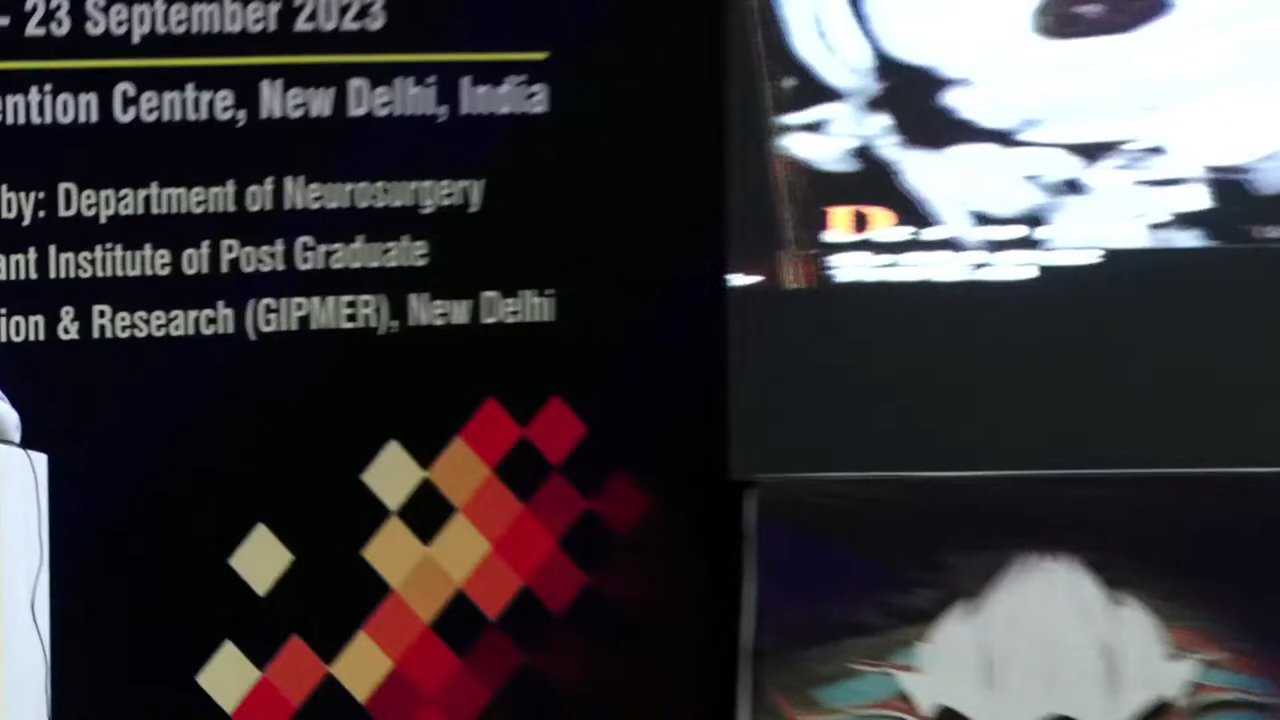 - 23 September 2023
ention Centre, New Delhi, India
by: Department of Neurosurgery
ant Institute of Post Graduate
ion & Research (GIPMER), New Delhi
D